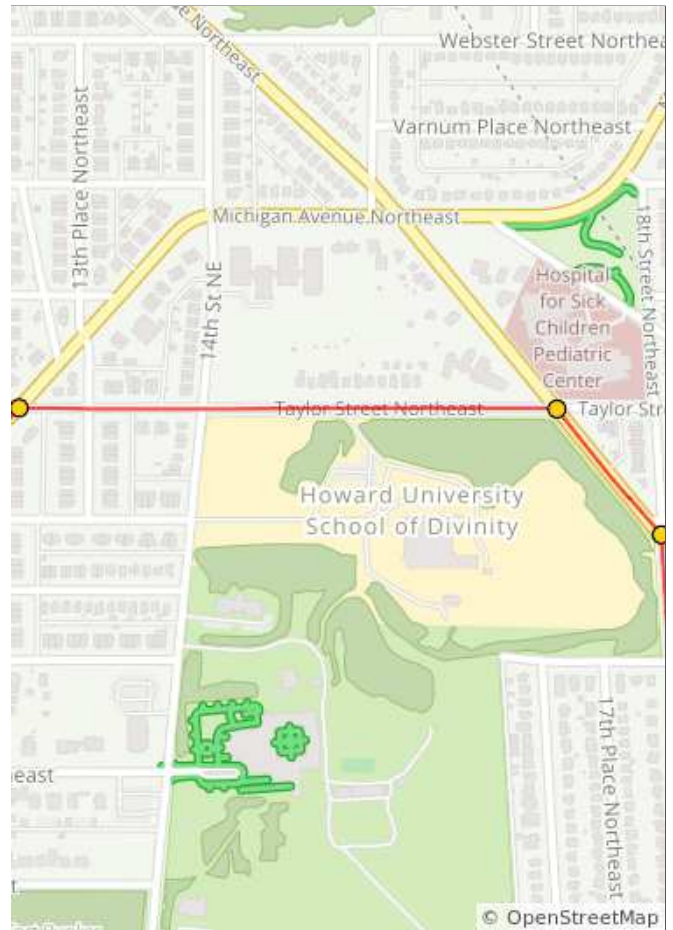 Northeast
Webster Street Northea
Varnum Place Northeast
13th Place Northeast
Michigan Avenue Northeast
18th Street Northeast
14th St NE
Hospital
for Sick
Children
Pediatric
Center
Taylor Street Northeast
Taylor Str
Howard University
School of Divinity
17th Place Northeast
east
t.
© OpenStreetMap